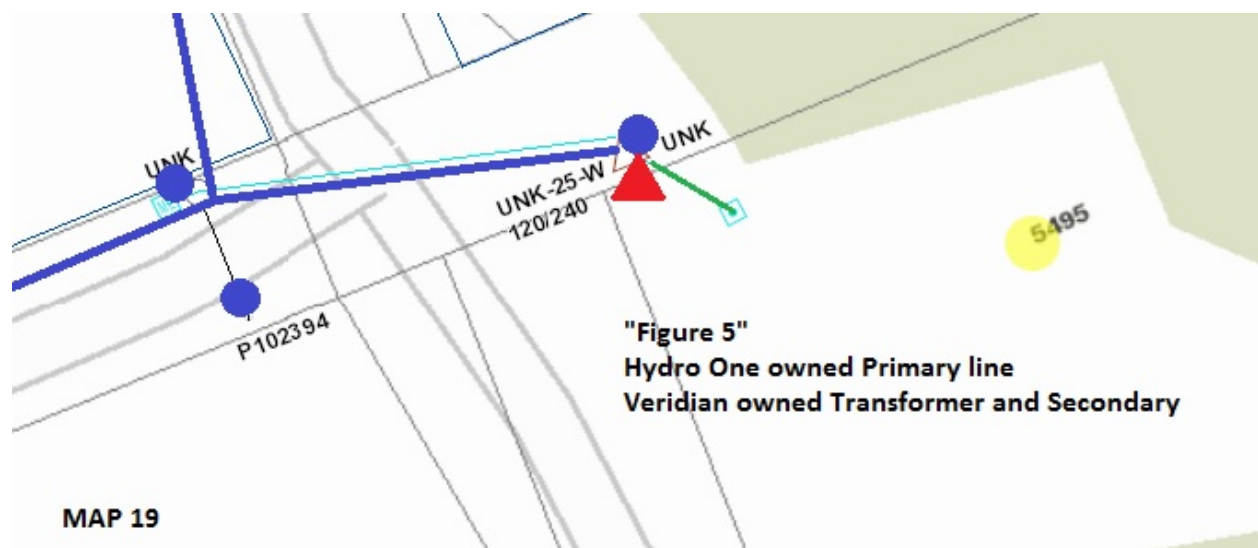 UNK
UNK
UNK-25-W
120/240
5495
P102394
"Figure 5"
Hydro One owned Primary line
Veridian owned Transformer and Secondary
MAP 19